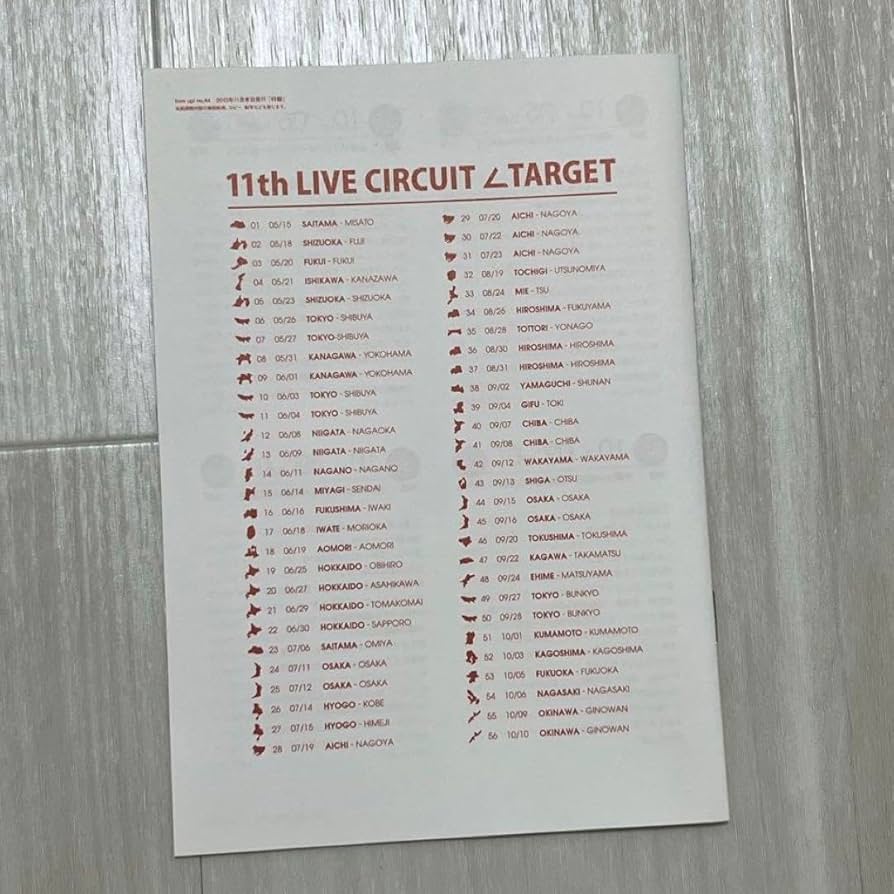 11th LIVE CIRCUIT ∠TARGET
01 05/15 SAITAMA - MISATO
02 05/18 SHIZUOKA - FUJI
03 05/20 FUKUI - FUKUI
04 05/21 ISHIKAWA - KANAZAWA
05 05/23 SHIZUOKA - SHIZUOKA
06 05/26 TOKYO - SHIBUYA
07 05/27 TOKYO-SHIBUYA
08 05/31 KANAGAWA - YOKOHAMA
09 06/01 KANAGAWA - YOKOHAMA
10 06/03 TOKYO - SHIBUYA
11 06/04 TOKYO - SHIBUYA
12 06/08 NIIGATA - NAGAOKA
13 06/09 NIIGATA - NIIGATA
14 06/11 NAGANO - NAGANO
15 06/14 MIYAGI - SENDAI
16 06/16 FUKUSHIMA - IWAKI
17 06/18 IWATE - MORIOKA
18 06/19 AOMORI - AOMORI
19 06/25 HOKKAIDO - OBIHIRO
20 06/27 HOKKAIDO - ASAHIKAWA
21 06/29 HOKKAIDO - TOMAKOMAI
22 06/30 HOKKAIDO - SAPPORO
23 07/06 SAITAMA - OMIYA
24 07/11 OSAKA - OSAKA
25 07/12 OSAKA - OSAKA
26 07/14 HYOGO - KOBE
27 07/15 HYOGO - HIMEJI
28 07/19 AICHI - NAGOYA
29 07/20 AICHI - NAGOYA
30 07/22 AICHI - NAGOYA
31 07/23 AICHI - NAGOYA
32 08/19 TOCHIGI - UTSUNOMIYA
33 08/24 MIE - TSU
34 08/25 HIROSHIMA - FUKUYAMA
35 08/28 TOTTORI - YONAGO
36 08/30 HIROSHIMA - HIROSHIMA
37 08/31 HIROSHIMA - HIROSHIMA
38 09/02 YAMAGUCHI - SHUNAN
39 09/04 GIFU - TOKI
40 09/07 CHIBA - CHIBA
41 09/08 CHIBA - CHIBA
42 09/12 WAKAYAMA - WAKAYAMA
43 09/13 SHIGA - OTSU
44 09/15 OSAKA - OSAKA
45 09/16 OSAKA - OSAKA
46 09/20 TOKUSHIMA - TOKUSHIMA
47 09/22 KAGAWA - TAKAMATSU
48 09/24 EHIME - MATSUYAMA
49 09/27 TOKYO - BUNKYO
50 09/28 TOKYO - BUNKYO
51 10/01 KUMAMOTO - KUMAMOTO
52 10/03 KAGOSHIMA - KAGOSHIMA
53 10/05 FUKUOKA - FUKUOKA
54 10/06 NAGASAKI - NAGASAKI
55 10/09 OKINAWA - GINOWAN
56 10/10 OKINAWA - GINOWAN